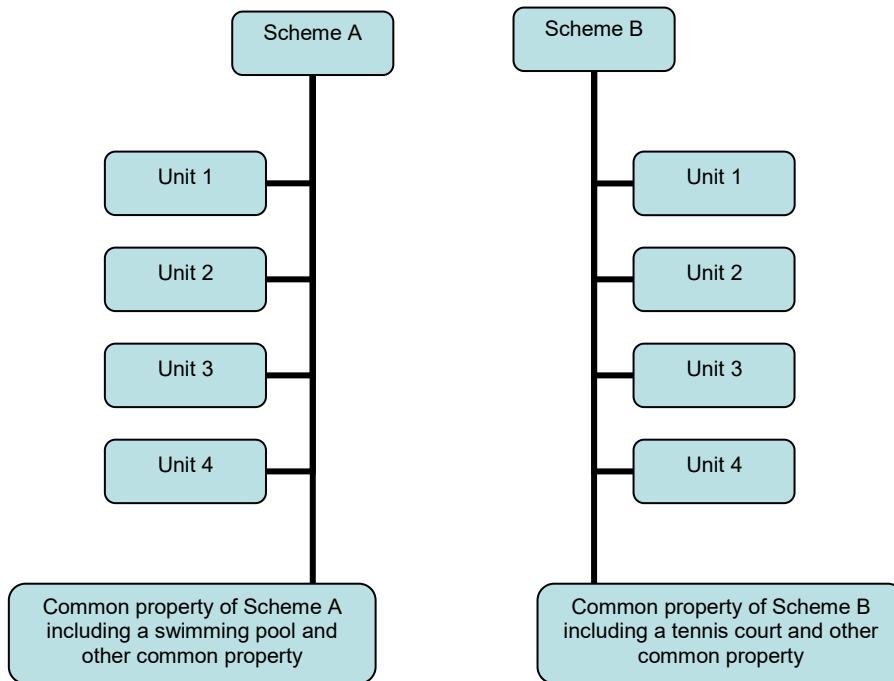 Scheme A
Unit 1
Unit 2
Unit 3
Unit 4
Common property of Scheme A
including a swimming pool and
other common property
Scheme B
Unit 1
Unit 2
Unit 3
Unit 4
Common property of Scheme B
including a tennis court and other
common property